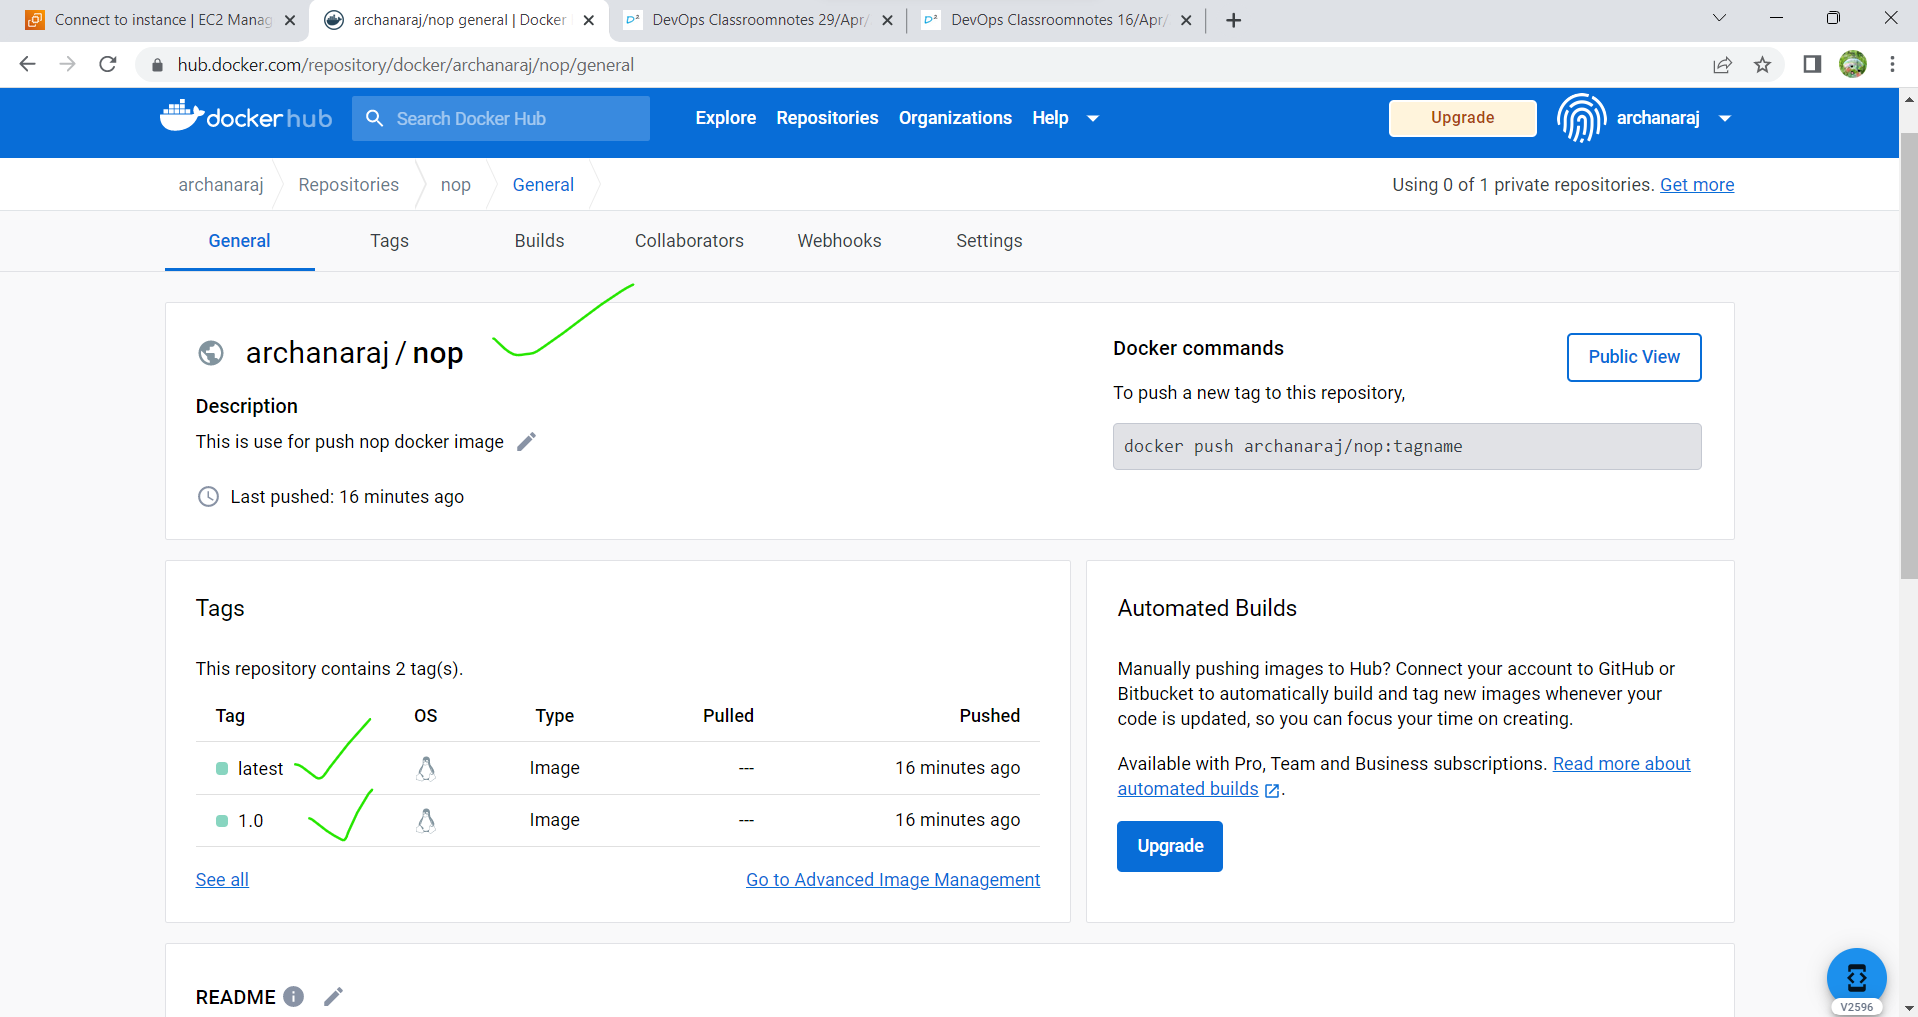 Connect to instance | EC2 Manag
archanaraj/nop general | Docker
DevOps Classroomnotes 29/Apr/
DevOps Classroomnotes 16/Apr/
hub.docker.com/repository/docker/archanaraj/nop/general
dockerhub
Search Docker Hub
Explore
Repositories
Organizations
Help
Upgrade
archanaraj
archanaraj
Repositories
nop
General
Using 0 of 1 private repositories. Get more
General
Tags
Builds
Collaborators
Webhooks
Settings
archanaraj / nop
Description
This is use for push nop docker image
Last pushed: 16 minutes ago
Docker commands
Public View
To push a new tag to this repository,
docker push archanaraj/nop:tagname
Tags
This repository contains 2 tag(s).
Tag OS Type Pulled Pushed
latest Image --- 16 minutes ago
1.0 Image --- 16 minutes ago
See all
Go to Advanced Image Management
Automated Builds
Manually pushing images to Hub? Connect your account to GitHub or
Bitbucket to automatically build and tag new images whenever your
code is updated, so you can focus your time on creating.
Available with Pro, Team and Business subscriptions. Read more about
automated builds.
Upgrade
README
V2596